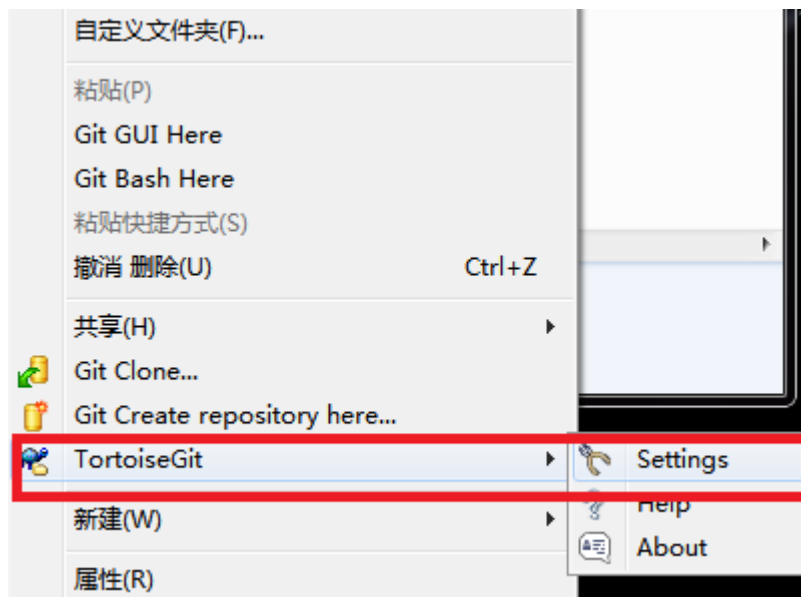 自定义文件夹(F)...
粘贴(P)
Git GUI Here
Git Bash Here
粘贴快捷方式(S)
撤消 删除(U) Ctrl+Z
共享(H)
Git Clone...
Git Create repository here...
TortoiseGit
Settings
Help
About
新建(W)
属性(R)